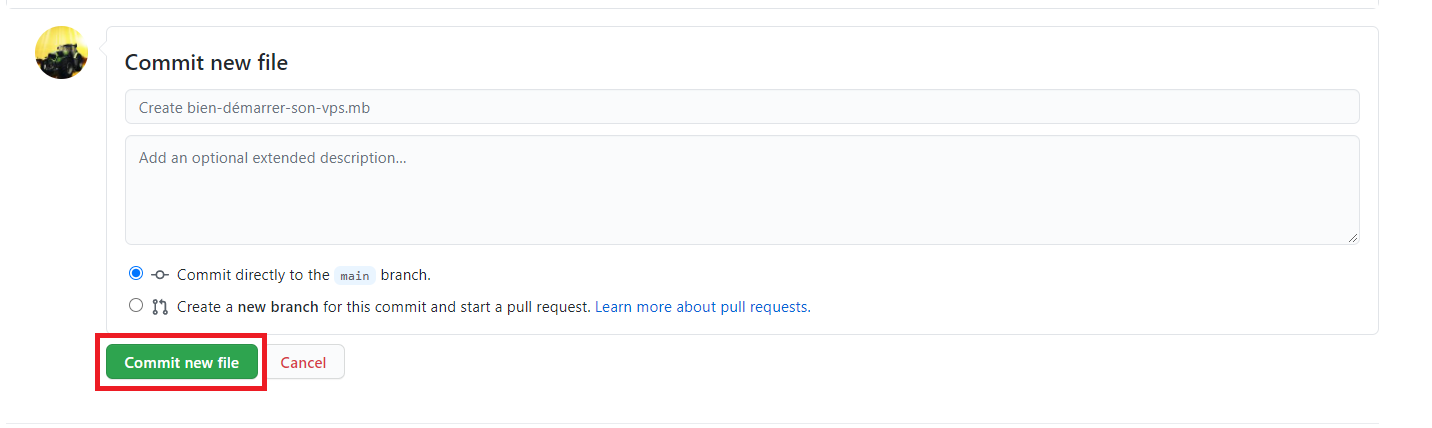 Commit new file
Create bien-démarrer-son-vps.mb
Add an optional extended description...
Commit directly to the main branch.
Create a new branch for this commit and start a pull request. Learn more about pull requests.
Commit new file
Cancel